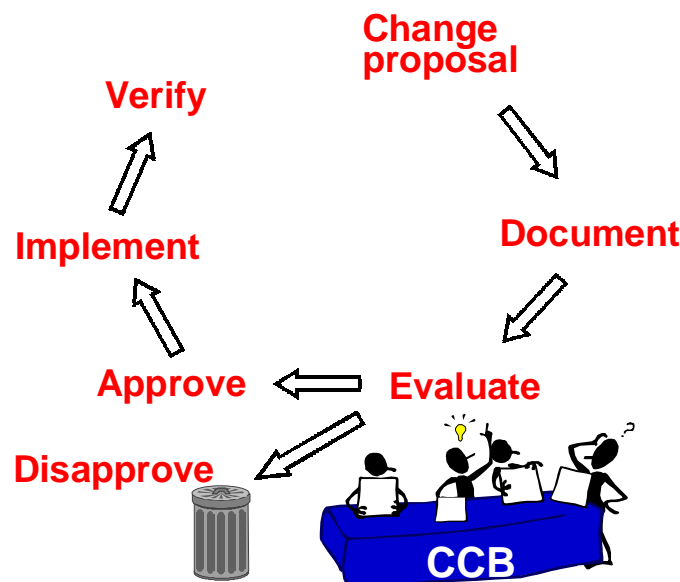 Change
proposal
Verify
Document
Implement
Evaluate
Approve
Disapprove
?
CCB